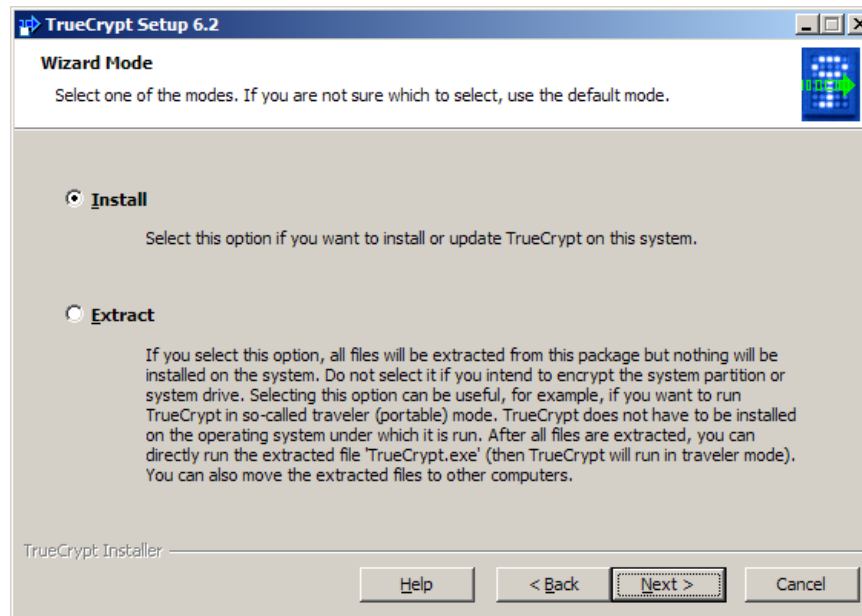 TrueCrypt Setup 6.2
Wizard Mode
Select one of the modes. If you are not sure which to select, use the default mode.
Install
Select this option if you want to install or update TrueCrypt on this system.
Extract
If you select this option, all files will be extracted from this package but nothing will be
installed on the system. Do not select it if you intend to encrypt the system partition or
system drive. Selecting this option can be useful, for example, if you want to run
TrueCrypt in so-called traveler (portable) mode. TrueCrypt does not have to be installed
on the operating system under which it is run. After all files are extracted, you can
directly run the extracted file 'TrueCrypt.exe' (then TrueCrypt will run in traveler mode).
You can also move the extracted files to other computers.
TrueCrypt Installer
Help
< Back
Next >
Cancel